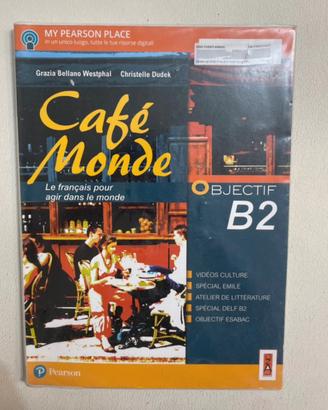 MY PEARSON PLACE
in un unico luogo, tutte le tue risorse digitali
Grazia Bellano Westphal Christelle Dudek
Café
Monde
Le français pour
agir dans le monde
OBJECTIF
B2
VIDÉOS CULTURE
SPÉCIAL EMILE
ATELIER DE LITTÉRATURE
SPÉCIAL DELF B2
OBJECTIF ESABAC
Pearson